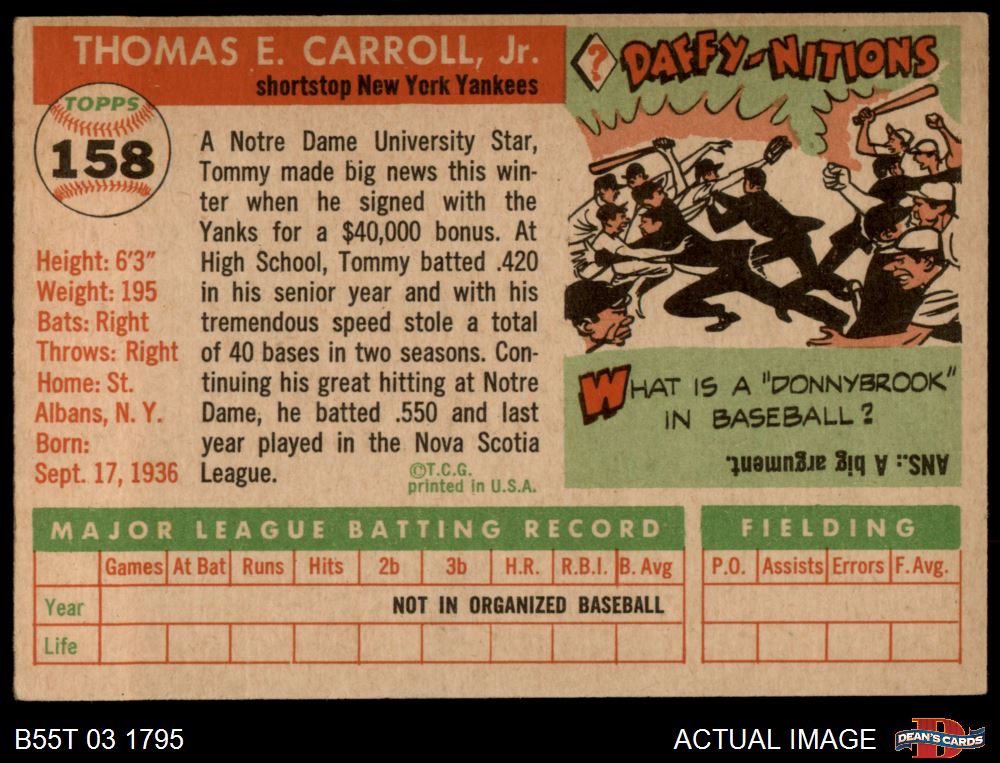 THOMAS E. CARROLL, Jr.
shortstop New York Yankees
TOPPS
158
A Notre Dame University Star,
Tommy made big news this win-
ter when he signed with the
Yanks for a $40,000 bonus. At
High School, Tommy batted .420
in his senior year and with his
tremendous speed stole a total
of 40 bases in two seasons. Con-
tinuing his great hitting at Notre
Dame, he batted .550 and last
year played in the Nova Scotia
League.
©T.C.G.
printed in U.S.A.
Height: 6'3"
Weight: 195
Bats: Right
Throws: Right
Home: St.
Albans, N. Y.
Born:
Sept. 17, 1936
?
DAFFY-NITIONS
WHAT IS A "DONNYBROOK"
IN BASEBALL?
ANS.: A big argument.
MAJOR LEAGUE BATTING RECORD
Games At Bat Runs Hits 2b 3b H.R. R.B.I. B. Avg
Year NOT IN ORGANIZED BASEBALL
Life
FIELDING
P.O. Assists Errors F. Avg.
B55T 03 1795
ACTUAL IMAGE
DEAN'S CARDS